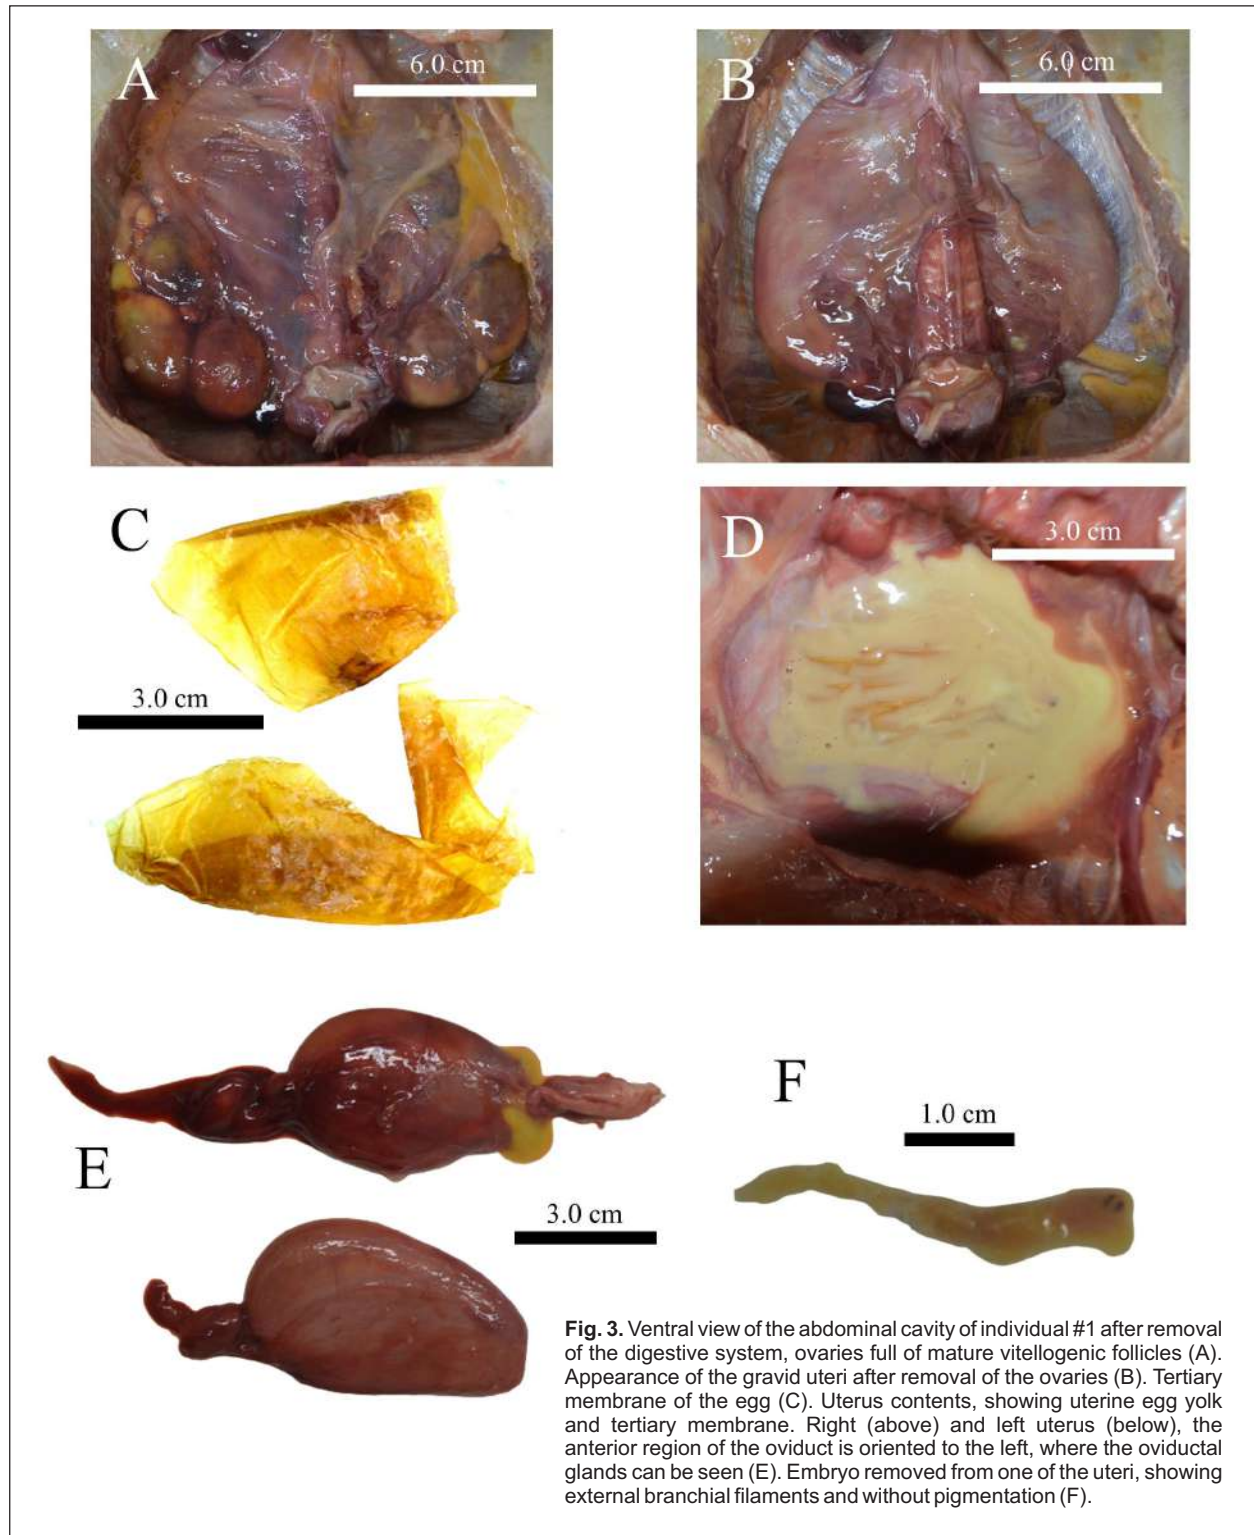 A
6.0 cm
B
6.0 cm
C
3.0 cm
D
3.0 cm
E
3.0 cm
F
1.0 cm
Fig. 3. Ventral view of the abdominal cavity of individual #1 after removal
of the digestive system, ovaries full of mature vitellogenic follicles (A).
Appearance of the gravid uteri after removal of the ovaries (B). Tertiary
membrane of the egg (C). Uterus contents, showing uterine egg yolk
and tertiary membrane. Right (above) and left uterus (below), the
anterior region of the oviduct is oriented to the left, where the oviductal
glands can be seen (E). Embryo removed from one of the uteri, showing
external branchial filaments and without pigmentation (F).